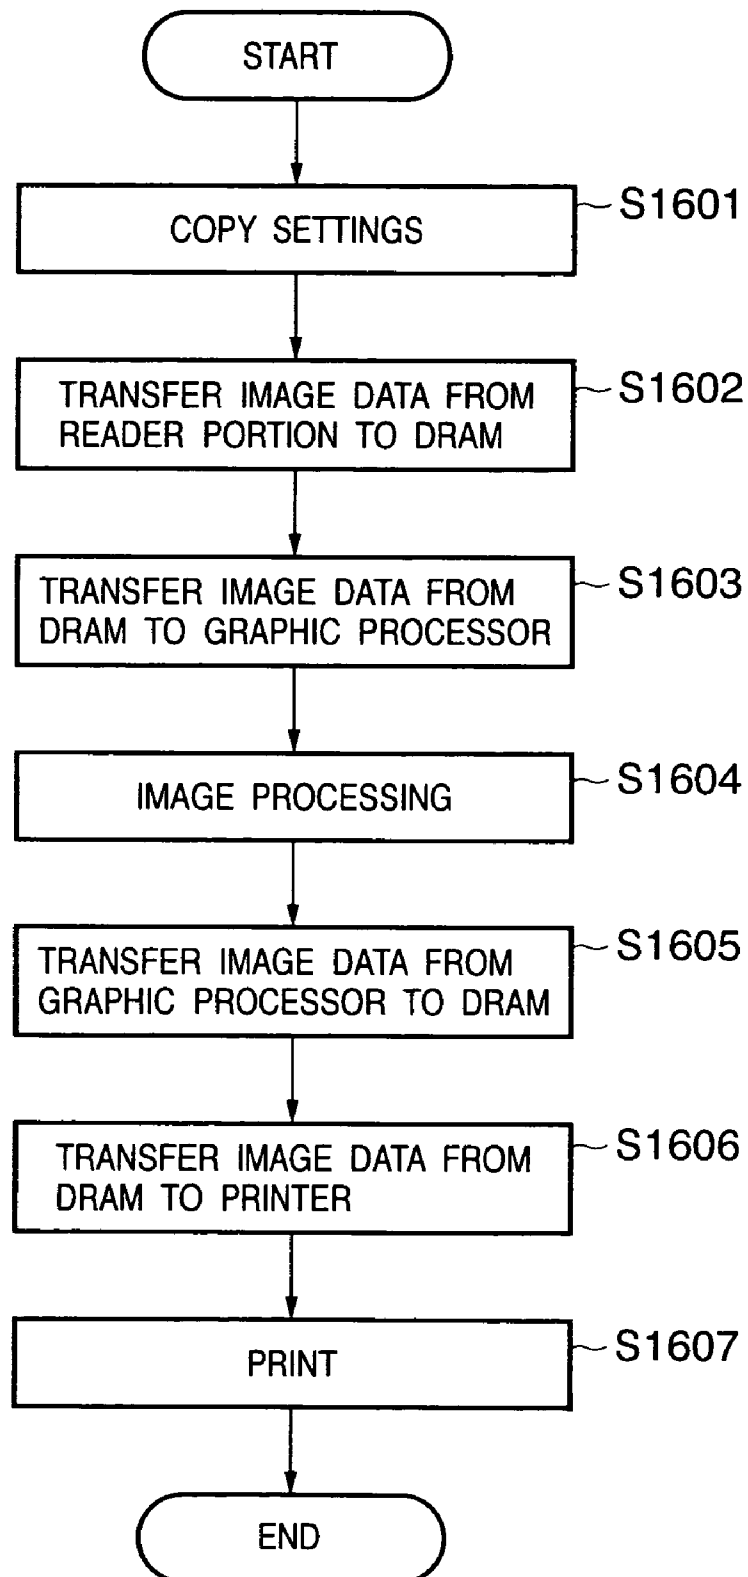 START
COPY SETTINGS
S1601
TRANSFER IMAGE DATA FROM
READER PORTION TO DRAM
S1602
TRANSFER IMAGE DATA FROM
DRAM TO GRAPHIC PROCESSOR
S1603
IMAGE PROCESSING
S1604
TRANSFER IMAGE DATA FROM
GRAPHIC PROCESSOR TO DRAM
S1605
TRANSFER IMAGE DATA FROM
DRAM TO PRINTER
S1606
PRINT
S1607
END